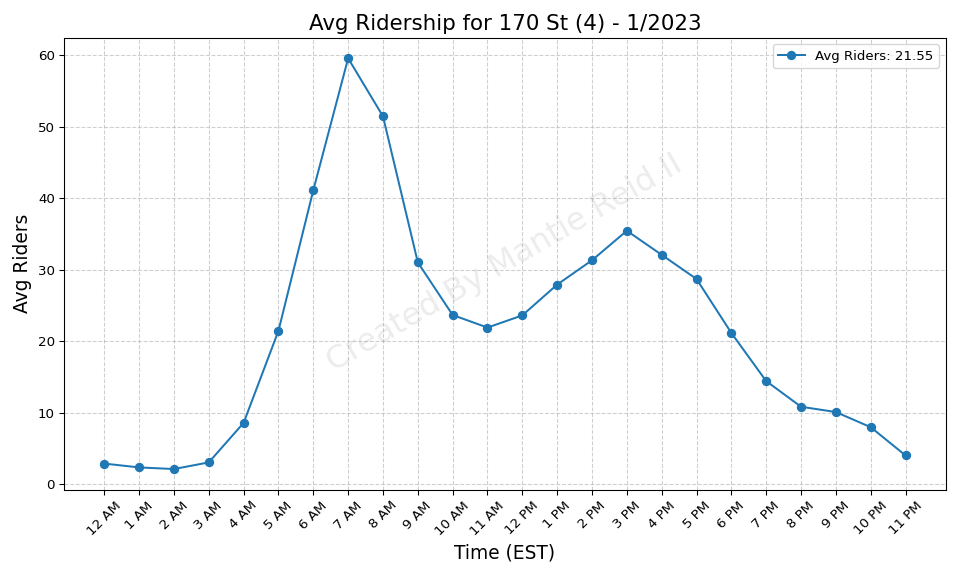 Avg Ridership for 170 St (4) - 1/2023
Avg Riders: 21.55
Created By Mantie Reid II
Avg Riders
60
50
40
30
20
10
0
12 AM
1 AM
2 AM
3 AM
4 AM
5 AM
6 AM
7 AM
8 AM
9 AM
10 AM
11 AM
12 PM
1 PM
2 PM
3 PM
4 PM
5 PM
6 PM
7 PM
8 PM
9 PM
10 PM
11 PM
Time (EST)